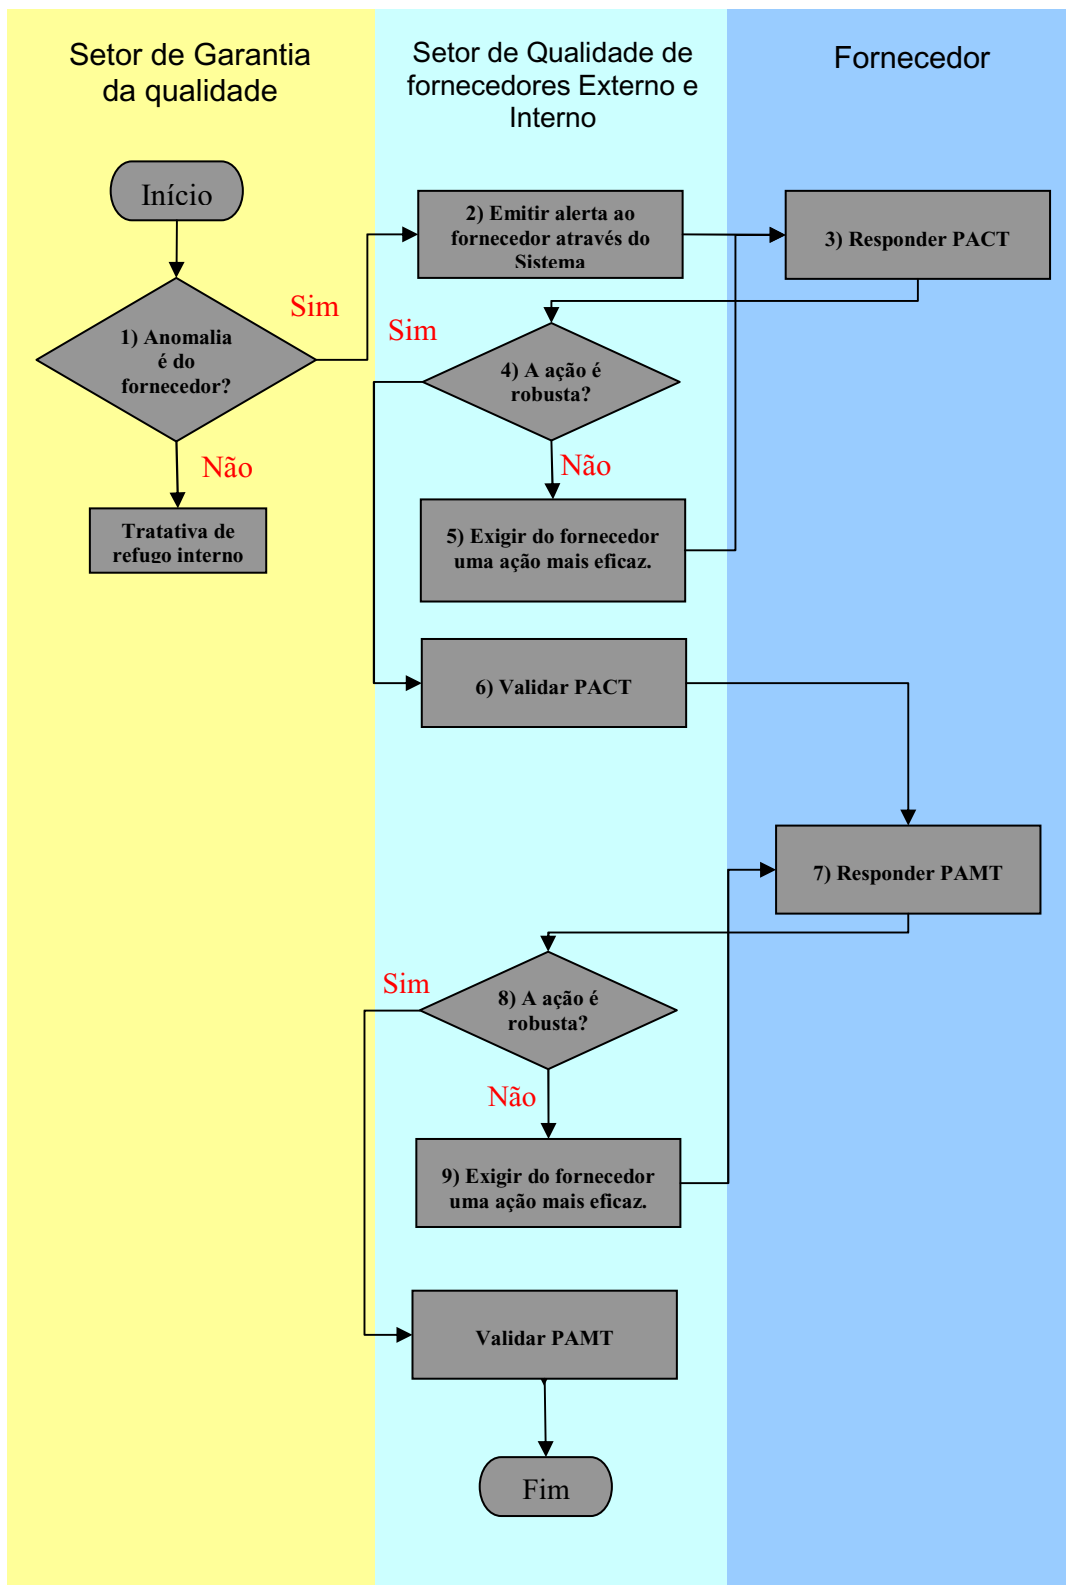 Setor de Garantia
da qualidade
Setor de Qualidade de
fornecedores Externo e
Interno
Fornecedor
Início
2) Emitir alerta ao
fornecedor através do
Sistema
3) Responder PACT
Sim
Sim
1) Anomalia
é do
fornecedor?
4) A ação é
robusta?
Não
Não
Tratativa de
refugo interno
5) Exigir do fornecedor
uma ação mais eficaz.
6) Validar PACT
7) Responder PAMT
Sim
8) A ação é
robusta?
Não
9) Exigir do fornecedor
uma ação mais eficaz.
Validar PAMT
Fim